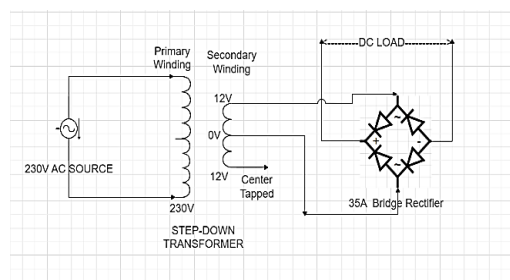 DC LOAD
Primary
Winding
Secondary
Winding
12V
0V
12V
Center
Tapped
230V AC SOURCE
230V
STEP-DOWN
TRANSFORMER
~
+
-
~
35A Bridge Rectifier